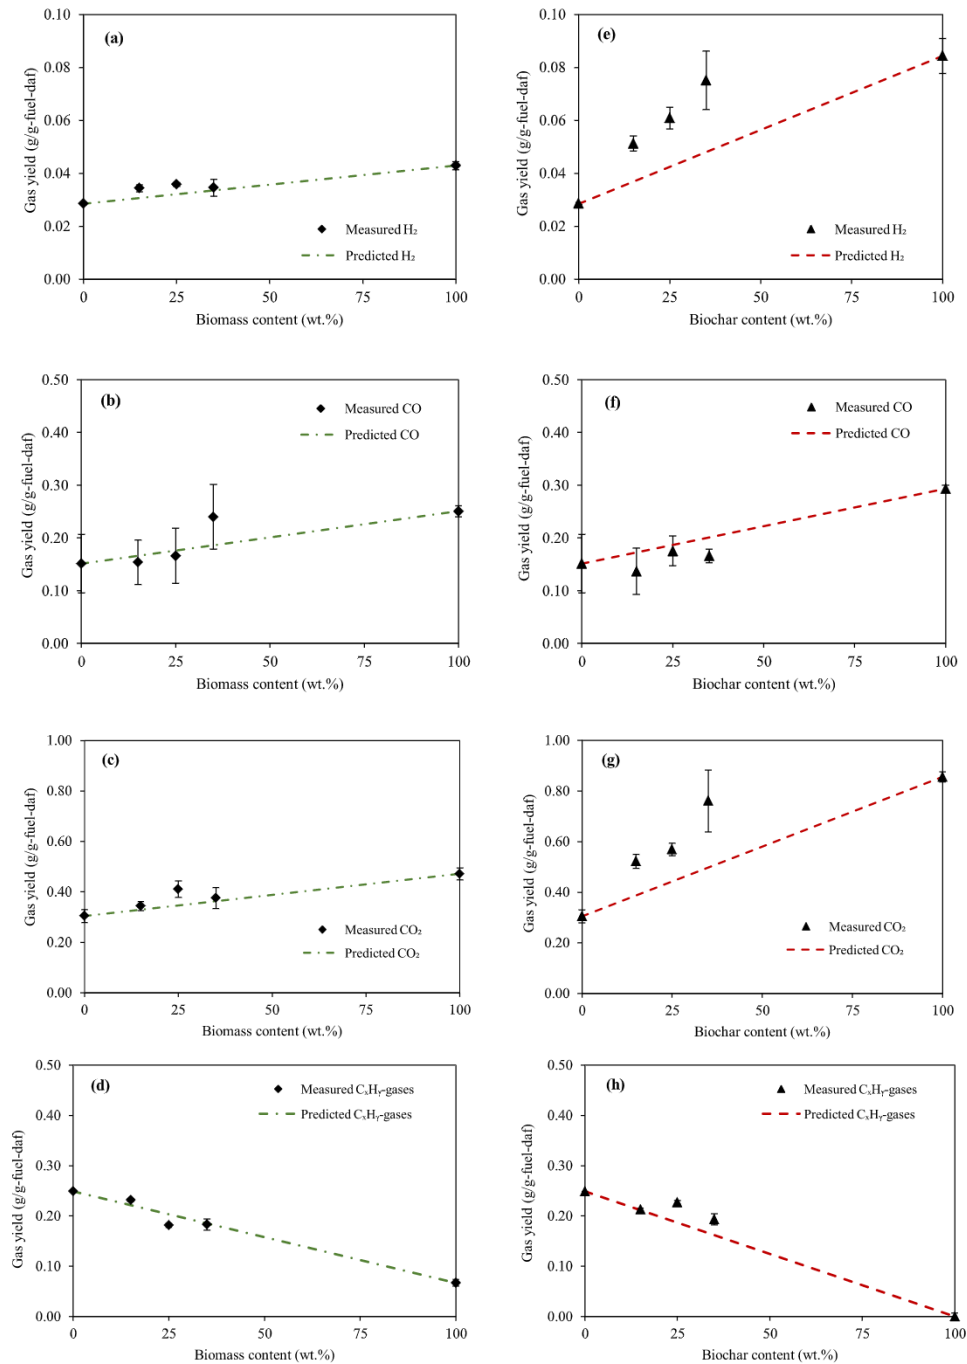 (a)
Gas yield (g/g-fuel-daf)
0.10
0.08
0.06
0.04
0.02
0.00
Measured H₂
Predicted H₂
0 25 50 75 100
Biomass content (wt.%)
(e)
Gas yield (g/g-fuel-daf)
0.10
0.08
0.06
0.04
0.02
0.00
Measured H₂
Predicted H₂
0 25 50 75 100
Biochar content (wt.%)
(b)
Gas yield (g/g-fuel-daf)
0.50
0.40
0.30
0.20
0.10
0.00
Measured CO
Predicted CO
0 25 50 75 100
Biomass content (wt.%)
(f)
Gas yield (g/g-fuel-daf)
0.50
0.40
0.30
0.20
0.10
0.00
Measured CO
Predicted CO
0 25 50 75 100
Biochar content (wt.%)
(c)
Gas yield (g/g-fuel-daf)
1.00
0.80
0.60
0.40
0.20
0.00
Measured CO₂
Predicted CO₂
0 25 50 75 100
Biomass content (wt.%)
(g)
Gas yield (g/g-fuel-daf)
1.00
0.80
0.60
0.40
0.20
0.00
Measured CO₂
Predicted CO₂
0 25 50 75 100
Biochar content (wt.%)
(d)
Gas yield (g/g-fuel-daf)
0.50
0.40
0.30
0.20
0.10
0.00
Measured CₓHᵧ-gases
Predicted CₓHᵧ-gases
0 25 50 75 100
Biomass content (wt.%)
(h)
Gas yield (g/g-fuel-daf)
0.50
0.40
0.30
0.20
0.10
0.00
Measured CₓHᵧ-gases
Predicted CₓHᵧ-gases
0 25 50 75 100
Biochar content (wt.%)